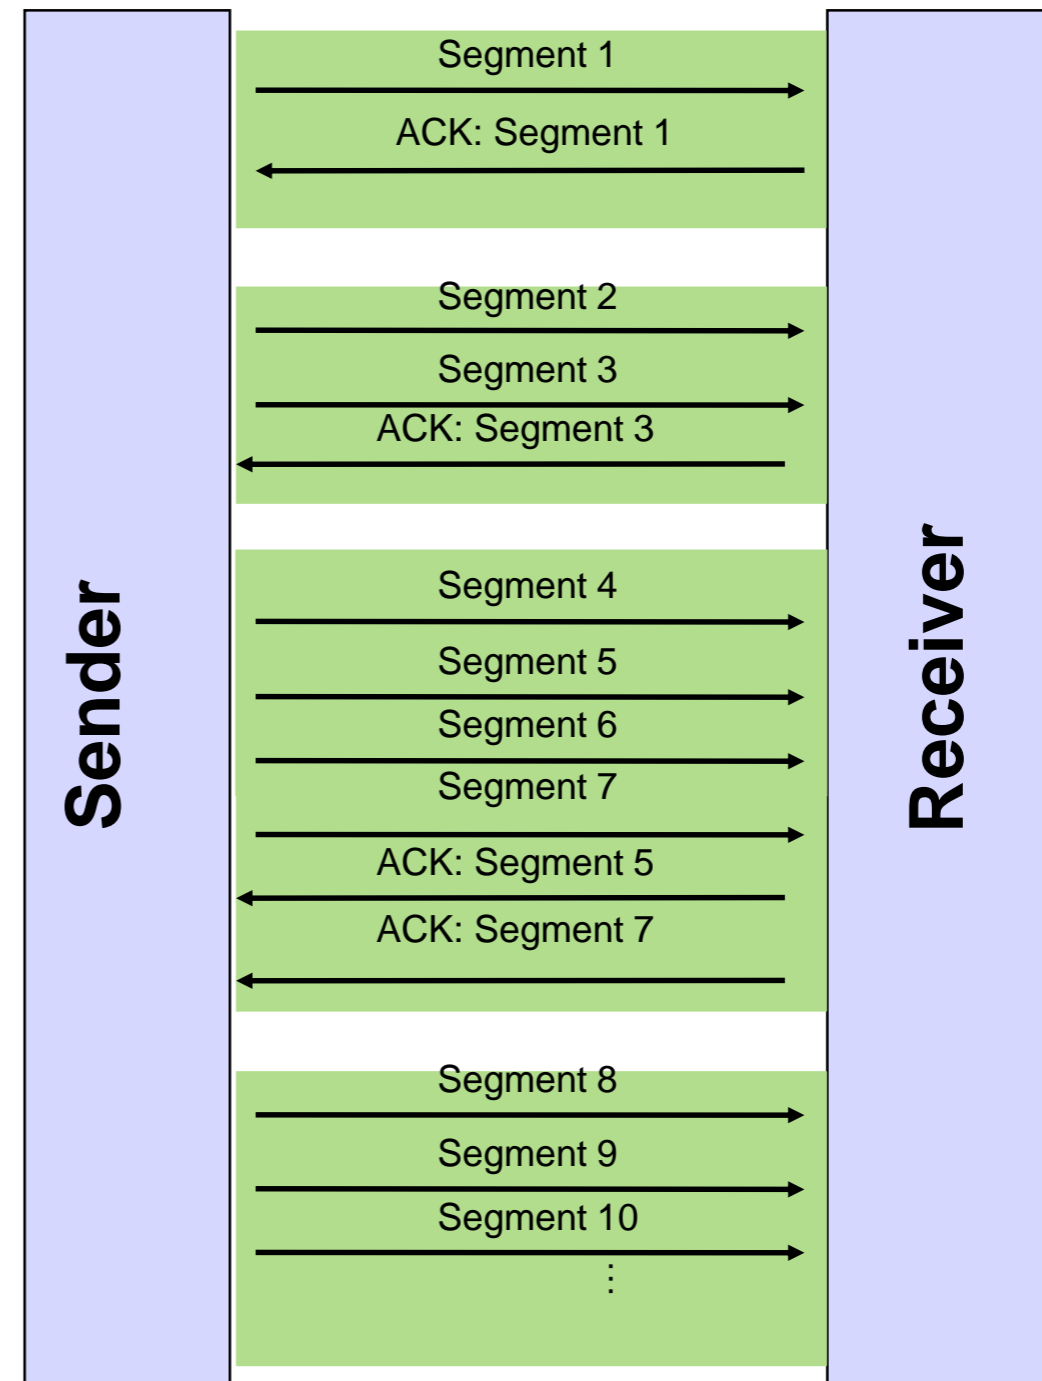 Segment 1
ACK: Segment 1
Segment 2
Segment 3
ACK: Segment 3
Segment 4
Segment 5
Segment 6
Segment 7
ACK: Segment 5
ACK: Segment 7
Segment 8
Segment 9
Segment 10
⋮
Sender
Receiver